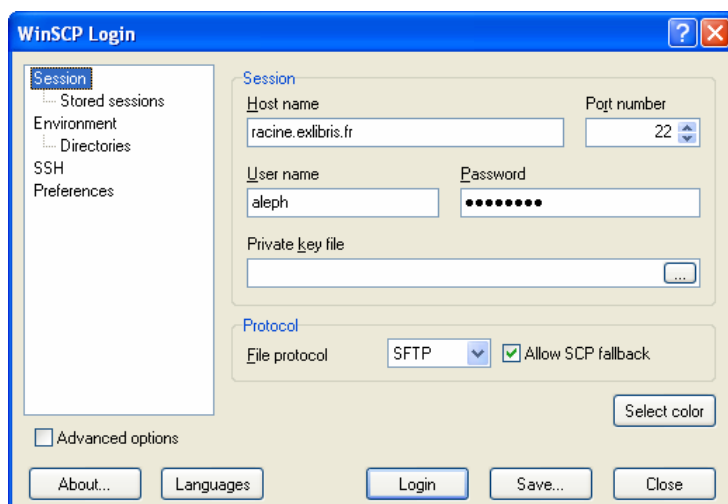 WinSCP Login
Session
Stored sessions
Environment
Directories
SSH
Preferences
Session
Host name
Port number
racine.exlibris.fr
22
User name
Password
aleph
●●●●●●●●
Private key file
...
Protocol
File protocol
SFTP
Allow SCP fallback
Select color
Advanced options
About...
Languages
Login
Save...
Close